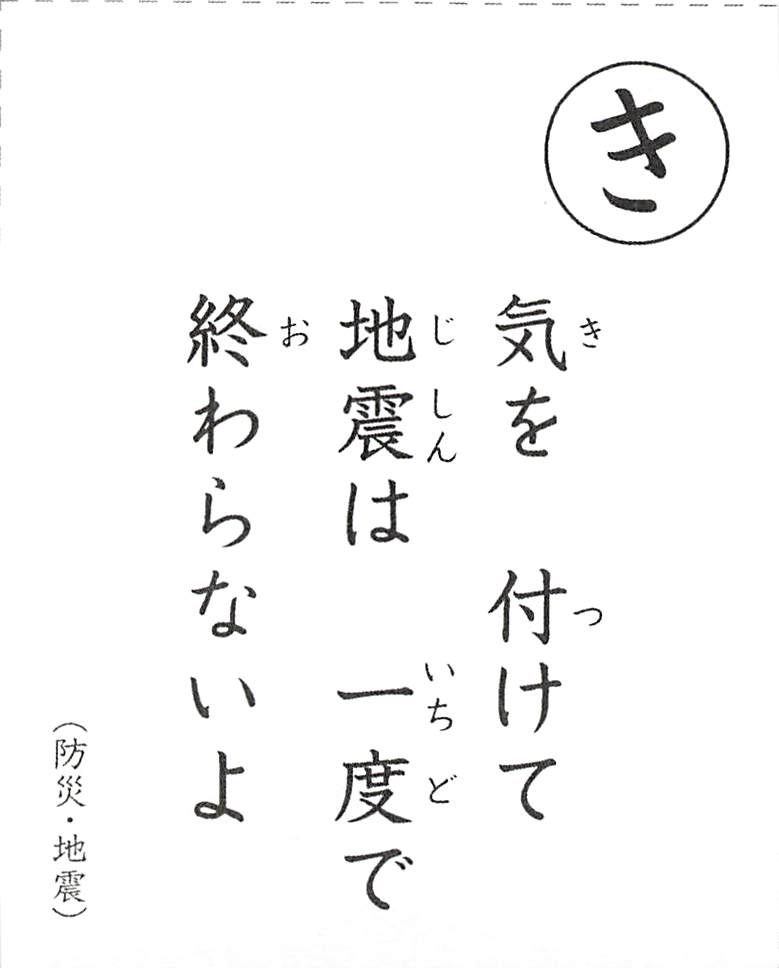 き
気を　付けて
地震は　一度で
終わらないよ
（防災・地震）
き
つ
じ　しん
いち　ど
お